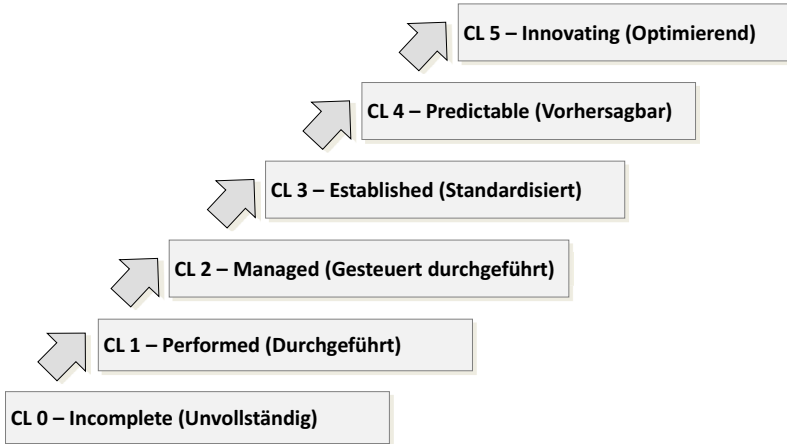 CL 5 – Innovating (Optimierend)
CL 4 – Predictable (Vorhersagbar)
CL 3 – Established (Standardisiert)
CL 2 – Managed (Gesteuert durchgeführt)
CL 1 – Performed (Durchgeführt)
CL 0 – Incomplete (Unvollständig)